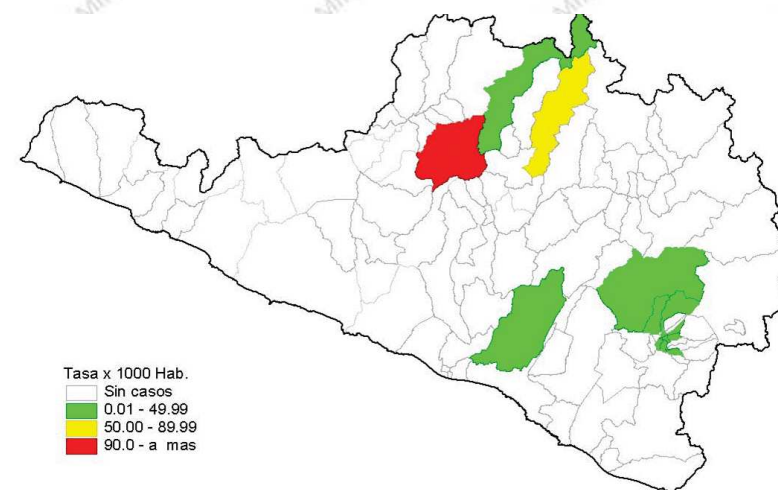 Tasa x 1000 Hab.
Sin casos
0.01 - 49.99
50.00 - 89.99
90.0 - a mas